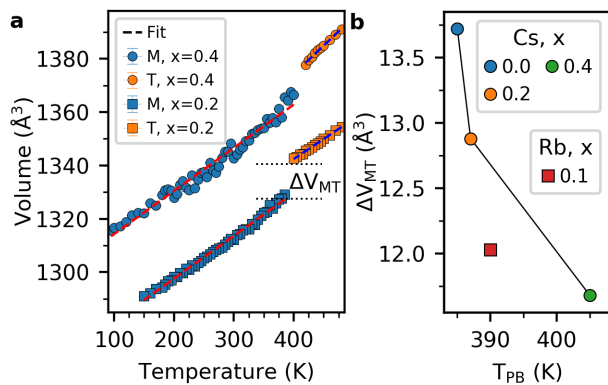 a
Fit
M, x=0.4
T, x=0.4
M, x=0.2
T, x=0.2
ΔV_MT
1380
1360
1340
1320
1300
Volume (Å³)
100
200
300
400
Temperature (K)
b
Cs, x
0.0
0.4
0.2
Rb, x
0.1
13.5
13.0
12.5
12.0
ΔV_MT (Å³)
390
400
T_PB (K)